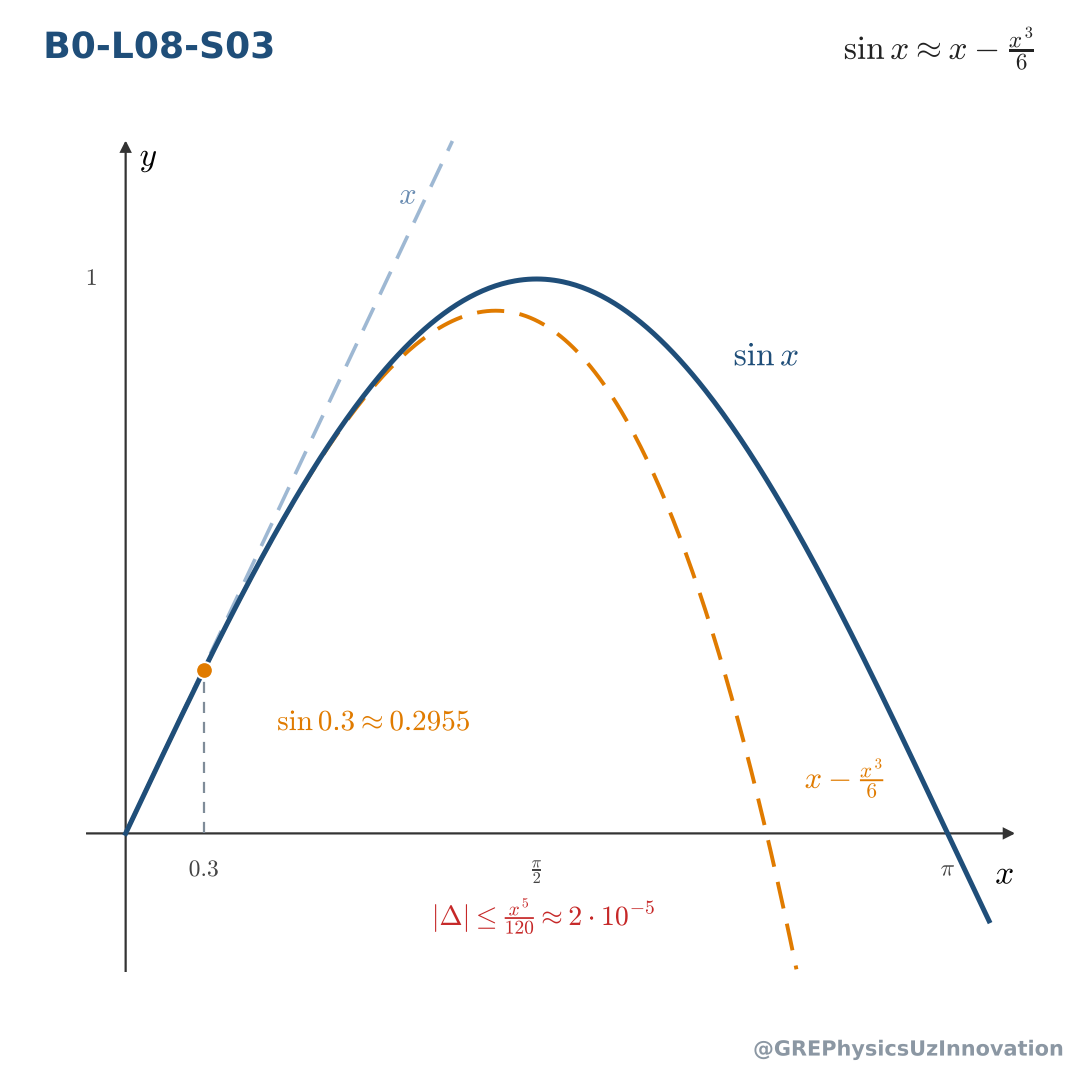 B0-L08-S03
sin x ≈ x − x³/6
y
x
1
sin x
sin 0.3 ≈ 0.2955
x − x³/6
0.3
π/2
π
x
|Δ| ≤ x⁵/120 ≈ 2 · 10⁻⁵
@GREPhysicsUzInnovation